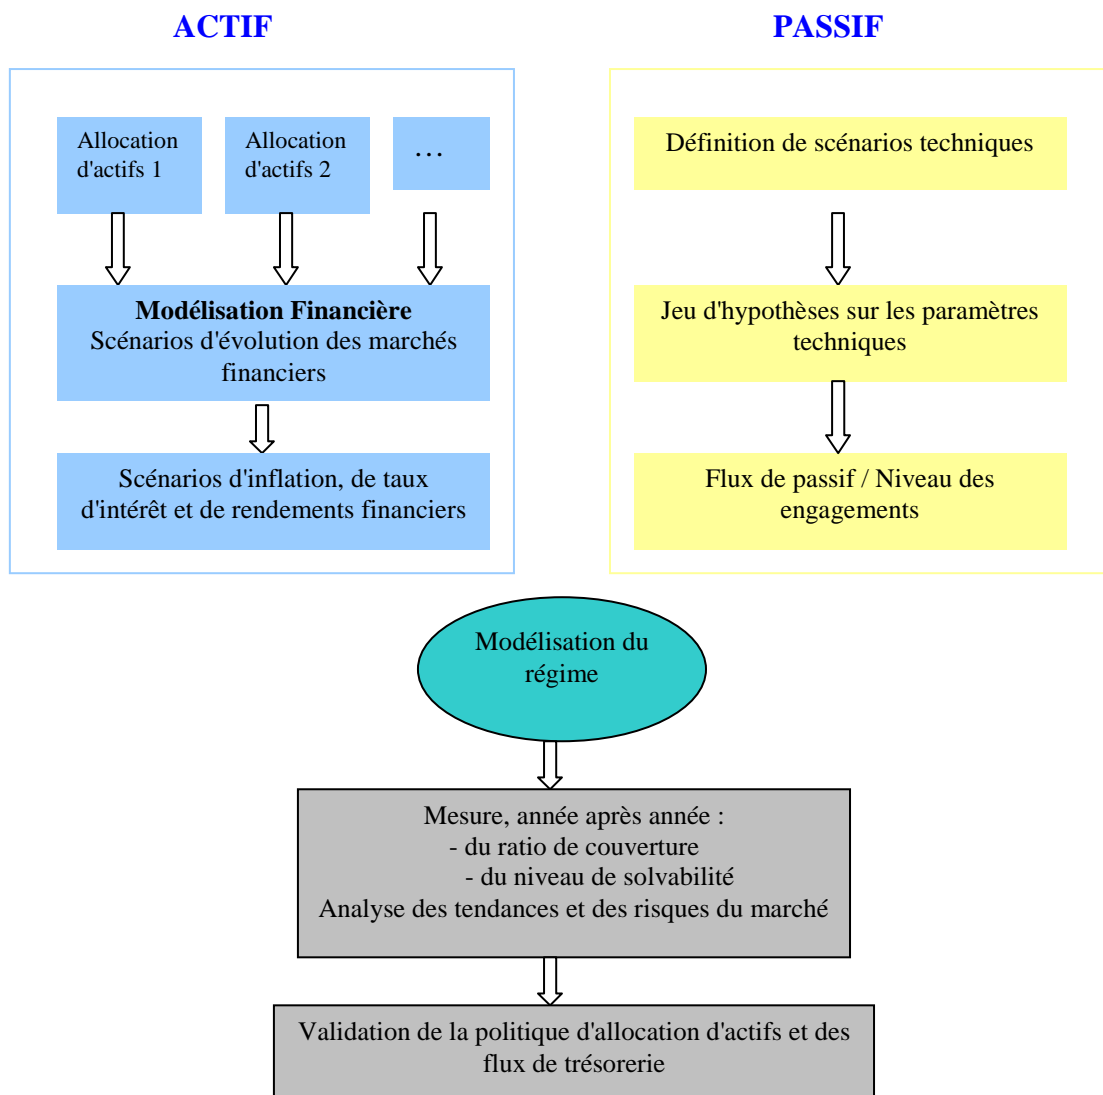 ACTIF
PASSIF
Allocation
d'actifs 1
Allocation
d'actifs 2
…
Modélisation Financière
Scénarios d'évolution des marchés
financiers
Scénarios d'inflation, de taux
d'intérêt et de rendements financiers
Définition de scénarios techniques
Jeu d'hypothèses sur les paramètres
techniques
Flux de passif / Niveau des
engagements
Modélisation du
régime
Mesure, année après année :
- du ratio de couverture
- du niveau de solvabilité
Analyse des tendances et des risques du marché
Validation de la politique d'allocation d'actifs et des
flux de trésorerie